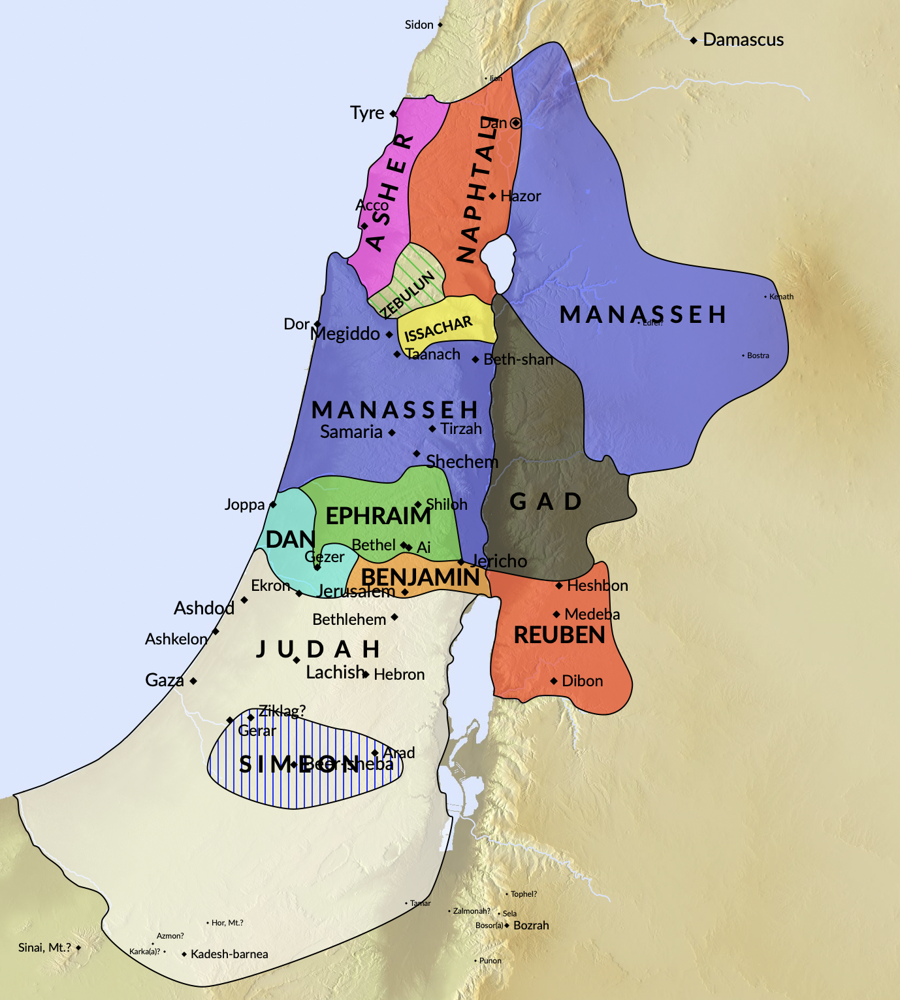 Sidon
Damascus
Ijon
Tyre
Dan
ASHER
NAPHTALI
Hazor
Acco
ZEBULUN
Kenath
MANASSEH
Edrei?
Dor
Megiddo
ISSACHAR
Taanach
Beth-shan
Bostra
MANASSEH
Samaria
Tirzah
Shechem
Joppa
Shiloh
GAD
EPHRAIM
DAN
Bethel
Ai
Gezer
Jericho
BENJAMIN
Ekron
Jerusalem
Heshbon
Ashdod
Medeba
Bethlehem
Ashkelon
REUBEN
JUDAH
Lachish
Hebron
Gaza
Dibon
Ziklag?
Gerar
Arad
SIMEON
Beer-sheba
Tophel?
Tamar
Zalmonah?
Sela
Hor, Mt.?
Bosor(a)
Bozrah
Azmon?
Sinai, Mt.?
Karka(a)?
Kadesh-barnea
Punon